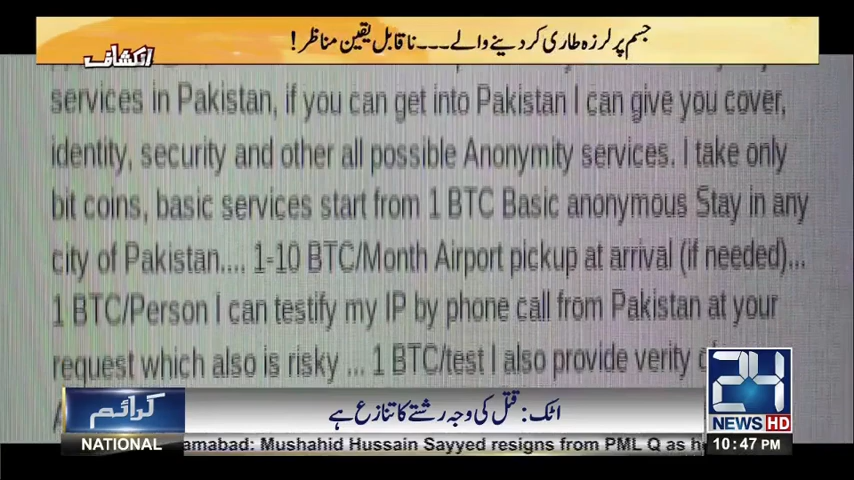 جسم پر لرزہ طاری کر دینے والے۔۔۔ ناقابل یقین مناظر!
انکشاف
services in Pakistan, if you can get into Pakistan I can give you cover,
identity, security and other all possible Anonymity services. I take only
bit coins, basic services start from 1 BTC Basic anonymous Stay in any
city of Pakistan.... 1-10 BTC/Month Airport pickup at arrival (if needed)...
1 BTC/Person I can testify my IP by phone call from Pakistan at your
request which also is risky ... 1 BTC/test I also provide verity
24
NEWS HD
کرائم
اٹک: قتل کی وجہ رشتے کا تنازع ہے
NATIONAL
amabad: Mushahid Hussain Sayyed resigns from PML Q as he
10:47 PM